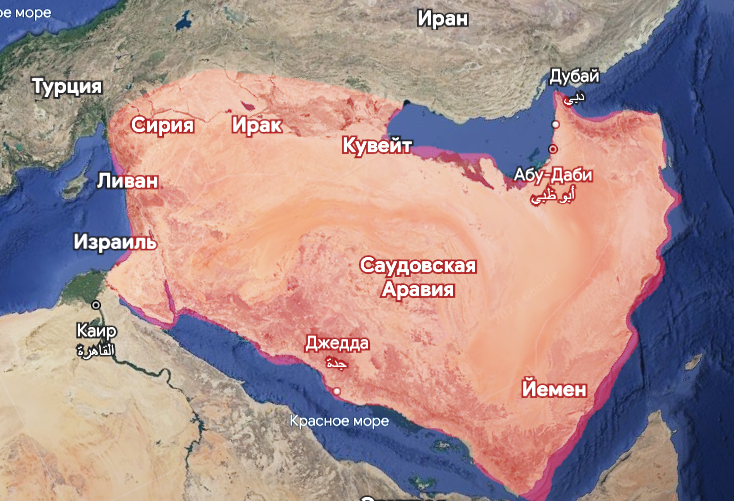 ое море
Иран
Турция
Дубай
دبي
Сирия
Ирак
Кувейт
Ливан
Абу-Даби
أبو ظبي
Израиль
Саудовская
Аравия
Каир
القاهرة
Джедда
جدة
Йемен
Красное море